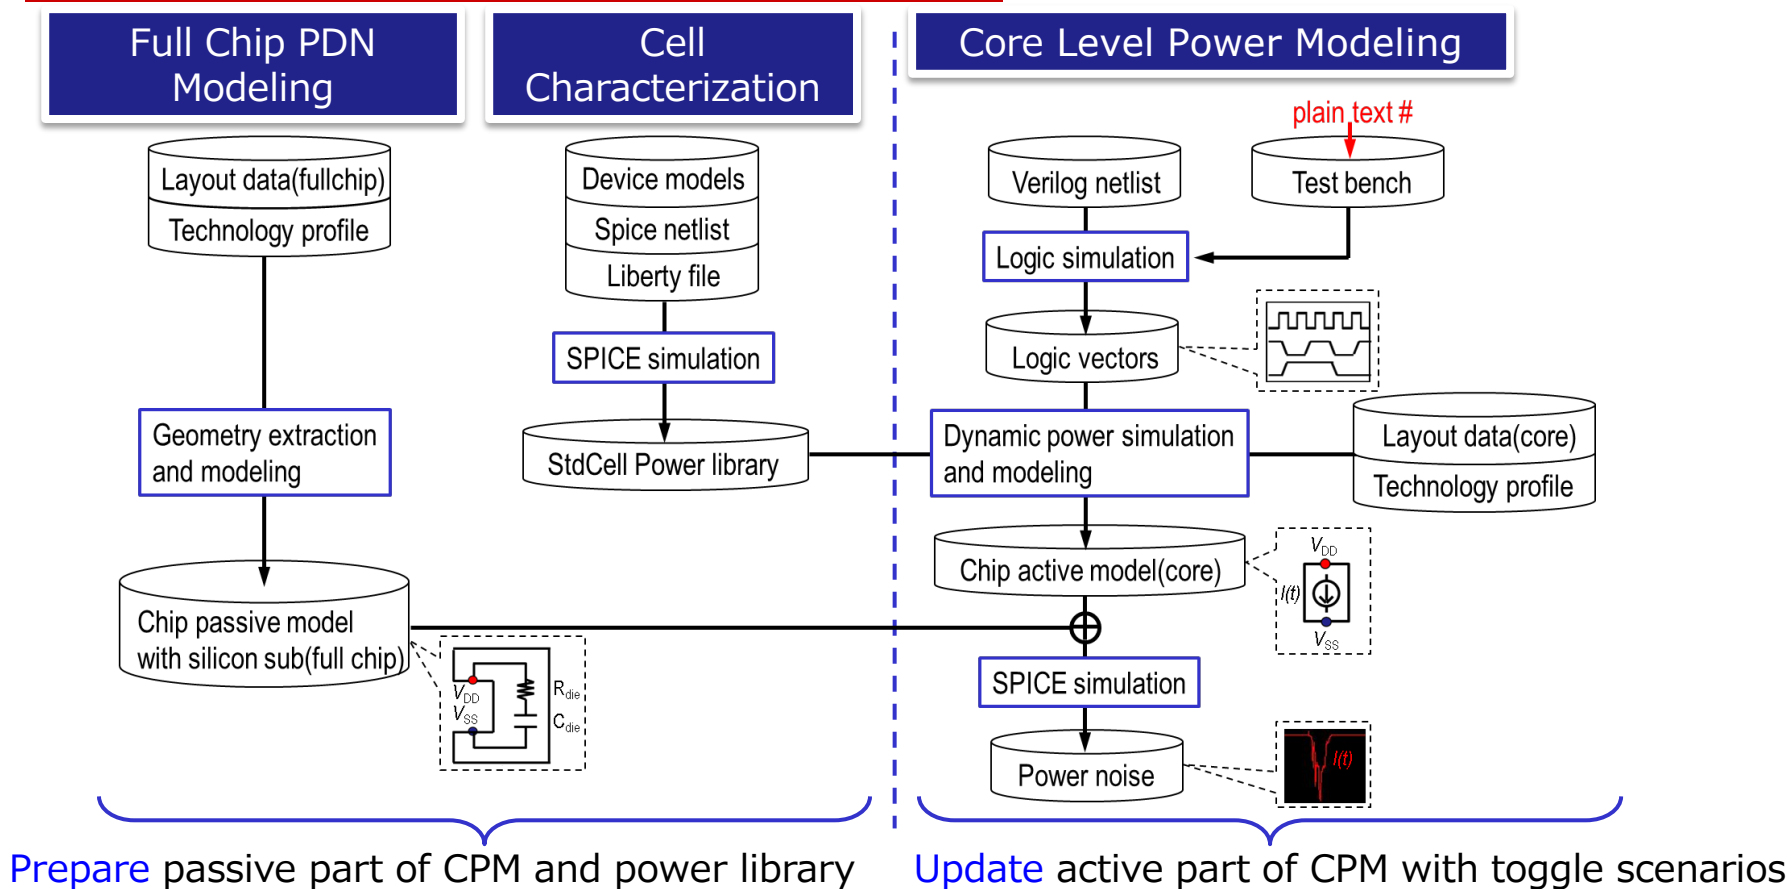 Full Chip PDN
Modeling
Cell
Characterization
Core Level Power Modeling
Layout data(fullchip)
Technology profile
Geometry extraction
and modeling
Chip passive model
with silicon sub(full chip)
VDD
VSS
Rdie
Cdie
Device models
Spice netlist
Liberty file
SPICE simulation
StdCell Power library
plain text #
Verilog netlist
Test bench
Logic simulation
Logic vectors
Dynamic power simulation
and modeling
Layout data(core)
Technology profile
Chip active model(core)
VDD
I(t)
VSS
SPICE simulation
Power noise
I(t)
Prepare passive part of CPM and power library
Update active part of CPM with toggle scenarios